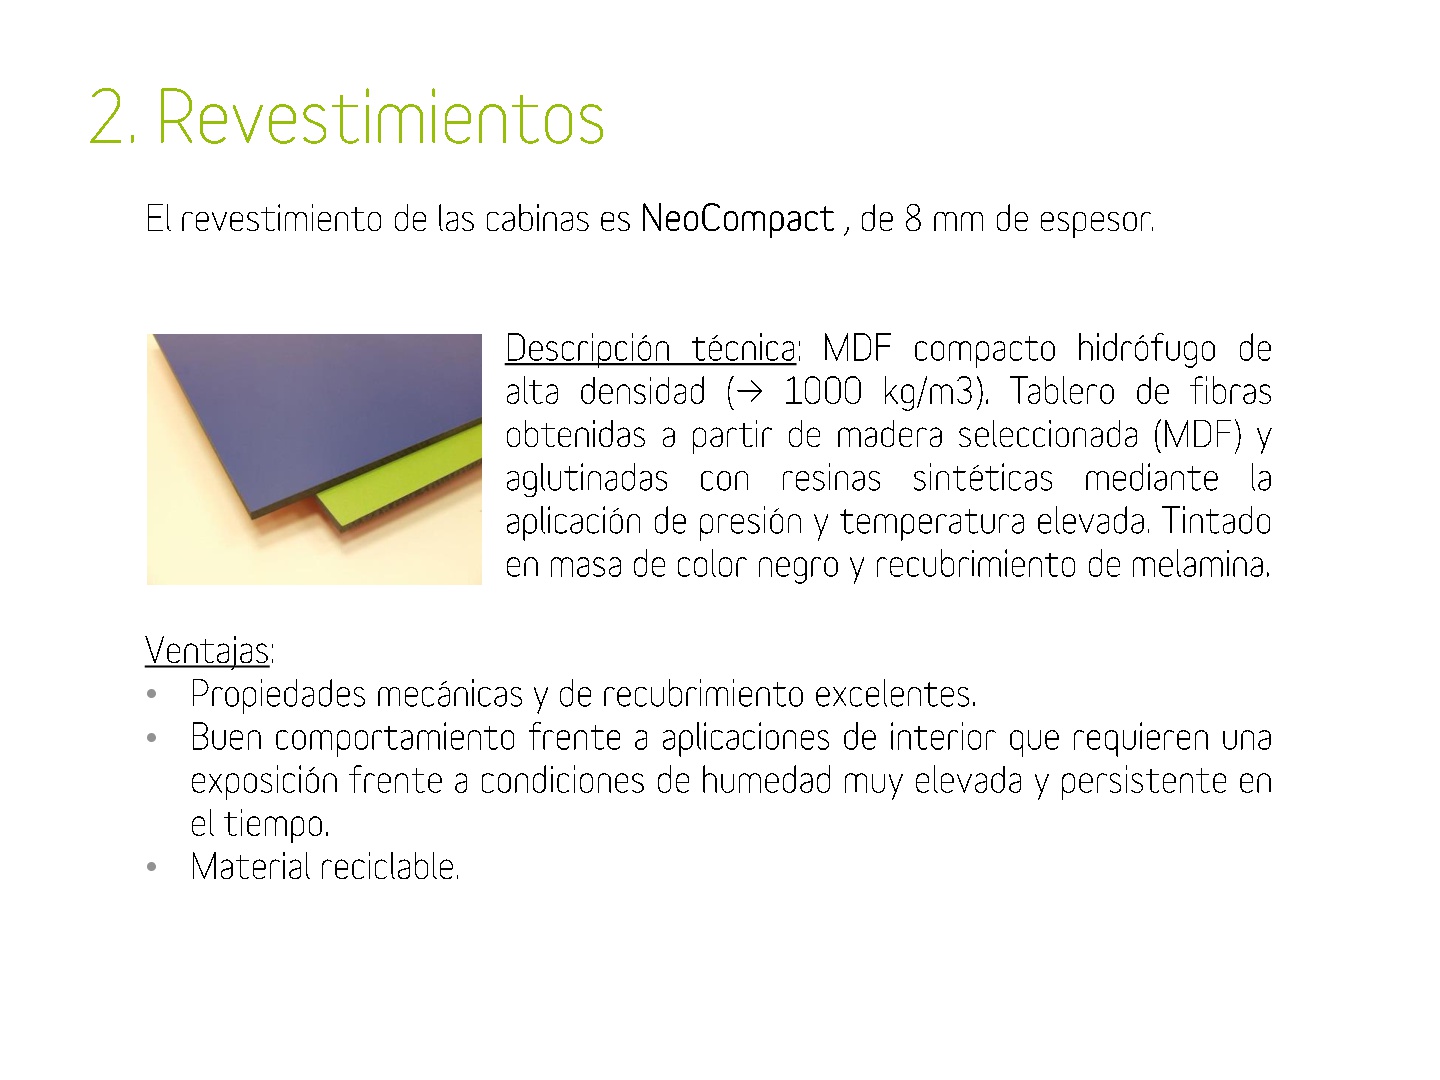 2. Revestimientos
El revestimiento de las cabinas es NeoCompact , de 8 mm de espesor.
Descripción técnica: MDF compacto hidrófugo de
alta densidad (→ 1000 kg/m3). Tablero de fibras
obtenidas a partir de madera seleccionada (MDF) y
aglutinadas con resinas sintéticas mediante la
aplicación de presión y temperatura elevada. Tintado
en masa de color negro y recubrimiento de melamina.
Ventajas:
• Propiedades mecánicas y de recubrimiento excelentes.
• Buen comportamiento frente a aplicaciones de interior que requieren una
exposición frente a condiciones de humedad muy elevada y persistente en
el tiempo.
• Material reciclable.